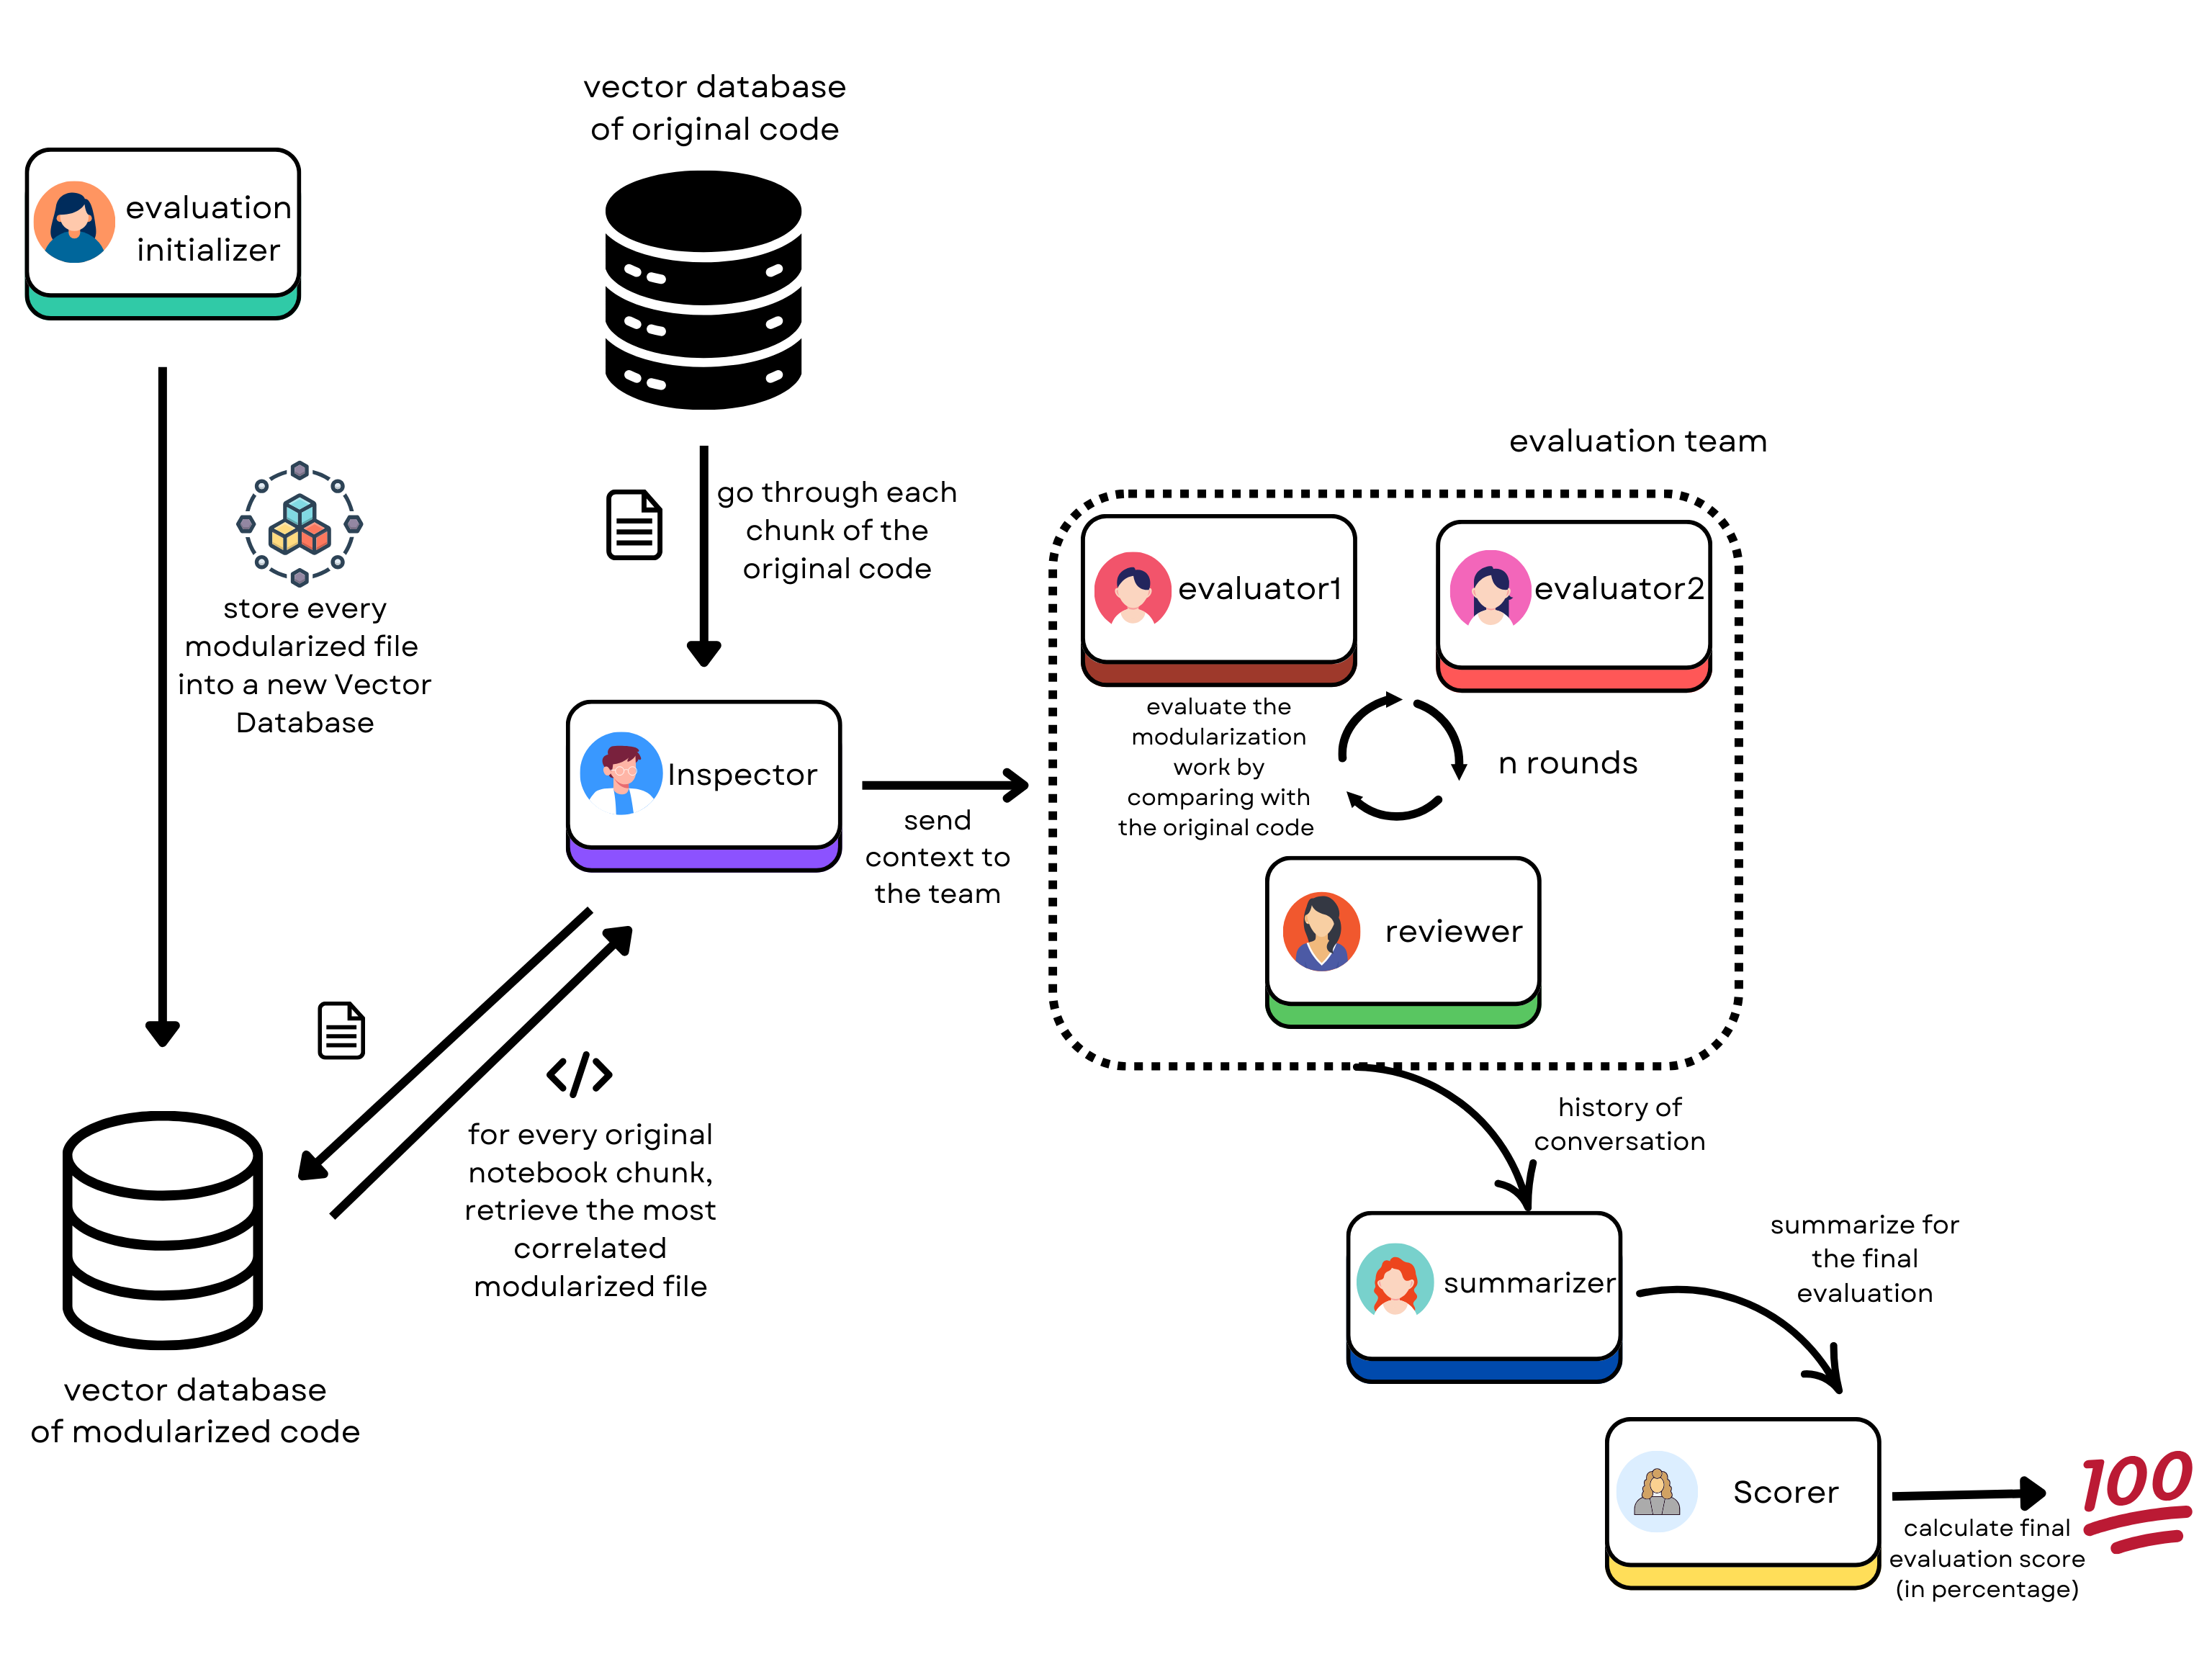 vector database
of original code
evaluation
initializer
go through each
chunk of the
original code
store every
modularized file
into a new Vector
Database
Inspector
send
context to
the team
evaluation team
evaluator1
evaluator2
evaluate the
modularization
work by
comparing with
the original code
n rounds
reviewer
for every original
notebook chunk,
retrieve the most
correlated
modularized file
vector database
of modularized code
history of
conversation
summarizer
summarize for
the final
evaluation
Scorer
calculate final
evaluation score
(in percentage)
100